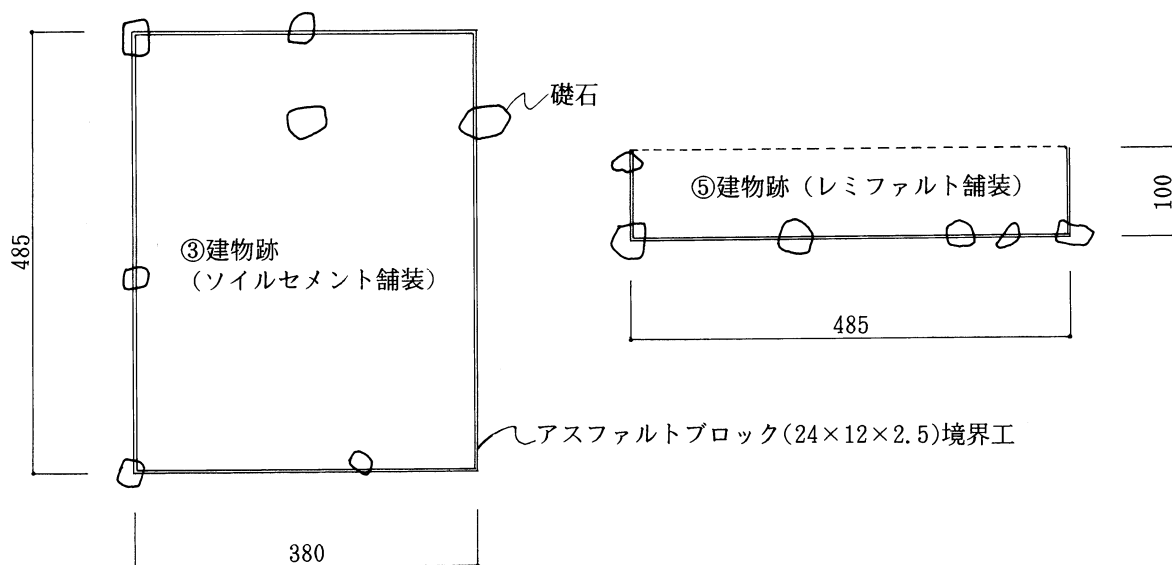 礎石
485
③建物跡
(ソイルセメント舗装)
380
⑤建物跡(レミファルト舗装)
100
485
アスファルトブロック(24×12×2.5)境界工